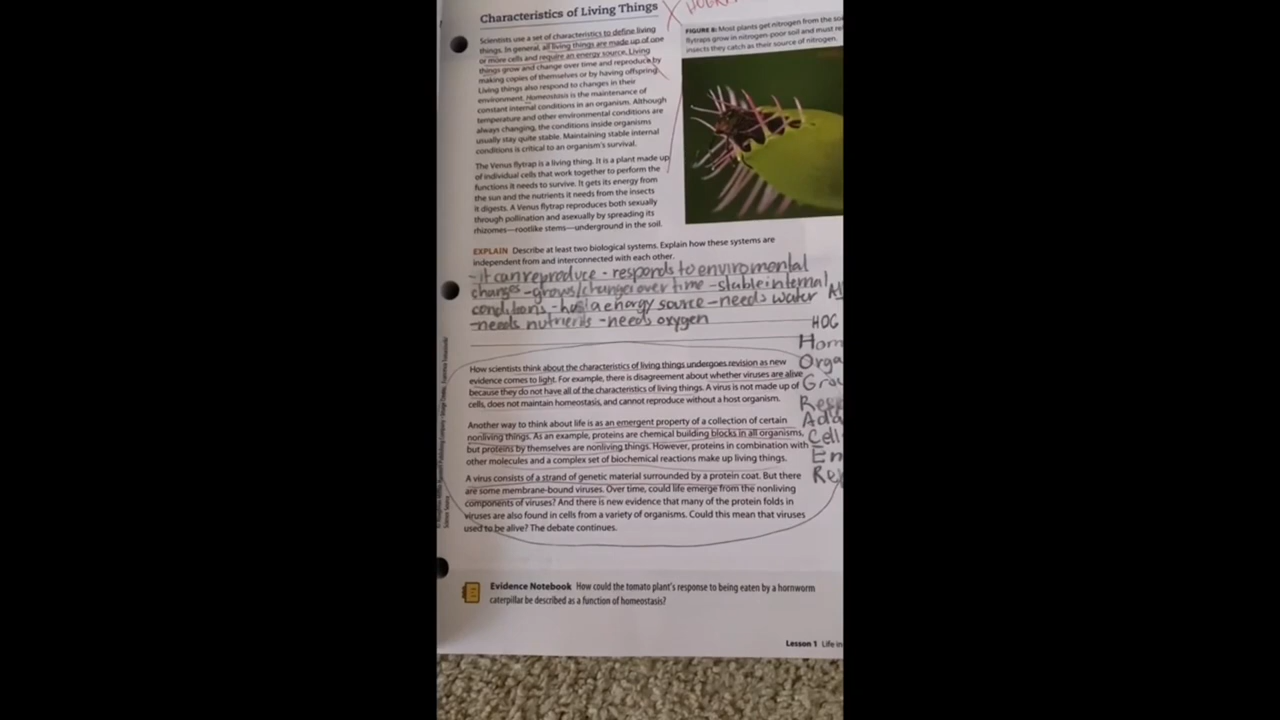 Characteristics of Living Things
Scientists use a set of characteristics to define living
things. In general, all living things are made up of one
or more cells and require an energy source. Living
things grow and change over time and reproduce by
making copies of themselves or by having offspring.
Living things also respond to changes in their
environment. Homeostasis is the maintenance of
constant internal conditions in an organism. Although
temperature and other environmental conditions are
always changing, the conditions inside organisms
usually stay quite stable. Maintaining stable internal
conditions is critical to an organism's survival.
The Venus flytrap is a living thing. It is a plant made up
of individual cells that work together to perform the
functions it needs to survive. It gets its energy from
the sun and the nutrients it needs from the insects
it digests. A Venus flytrap reproduces both sexually
through pollination and asexually by spreading its
rhizomes—rootlike stems—underground in the soil.
FIGURE 8: Most plants get nitrogen from the soi
flytraps grow in nitrogen-poor soil and must re
insects they catch as their source of nitrogen.
EXPLAIN Describe at least two biological systems. Explain how these systems are
independent from and interconnected with each other.
-it can reproduce - responds to enviromental
changes -grows/changes over time -stable internal
conditions - has a energy source -needs water
-needs nutrients -needs oxygen
HOG
Hom
Orga
Grow
Resp
Ada
Cell
En
Rep
How scientists think about the characteristics of living things undergoes revision as new
evidence comes to light. For example, there is disagreement about whether viruses are alive
because they do not have all of the characteristics of living things. A virus is not made up of
cells, does not maintain homeostasis, and cannot reproduce without a host organism.
Another way to think about life is as an emergent property of a collection of certain
nonliving things. As an example, proteins are chemical building blocks in all organisms,
but proteins by themselves are nonliving things. However, proteins in combination with
other molecules and a complex set of biochemical reactions make up living things.
A virus consists of a strand of genetic material surrounded by a protein coat. But there
are some membrane-bound viruses. Over time, could life emerge from the nonliving
components of viruses? And there is new evidence that many of the protein folds in
viruses are also found in cells from a variety of organisms. Could this mean that viruses
used to be alive? The debate continues.
Evidence Notebook How could the tomato plant's response to being eaten by a hornworm
caterpillar be described as a function of homeostasis?
Lesson 1 Life in